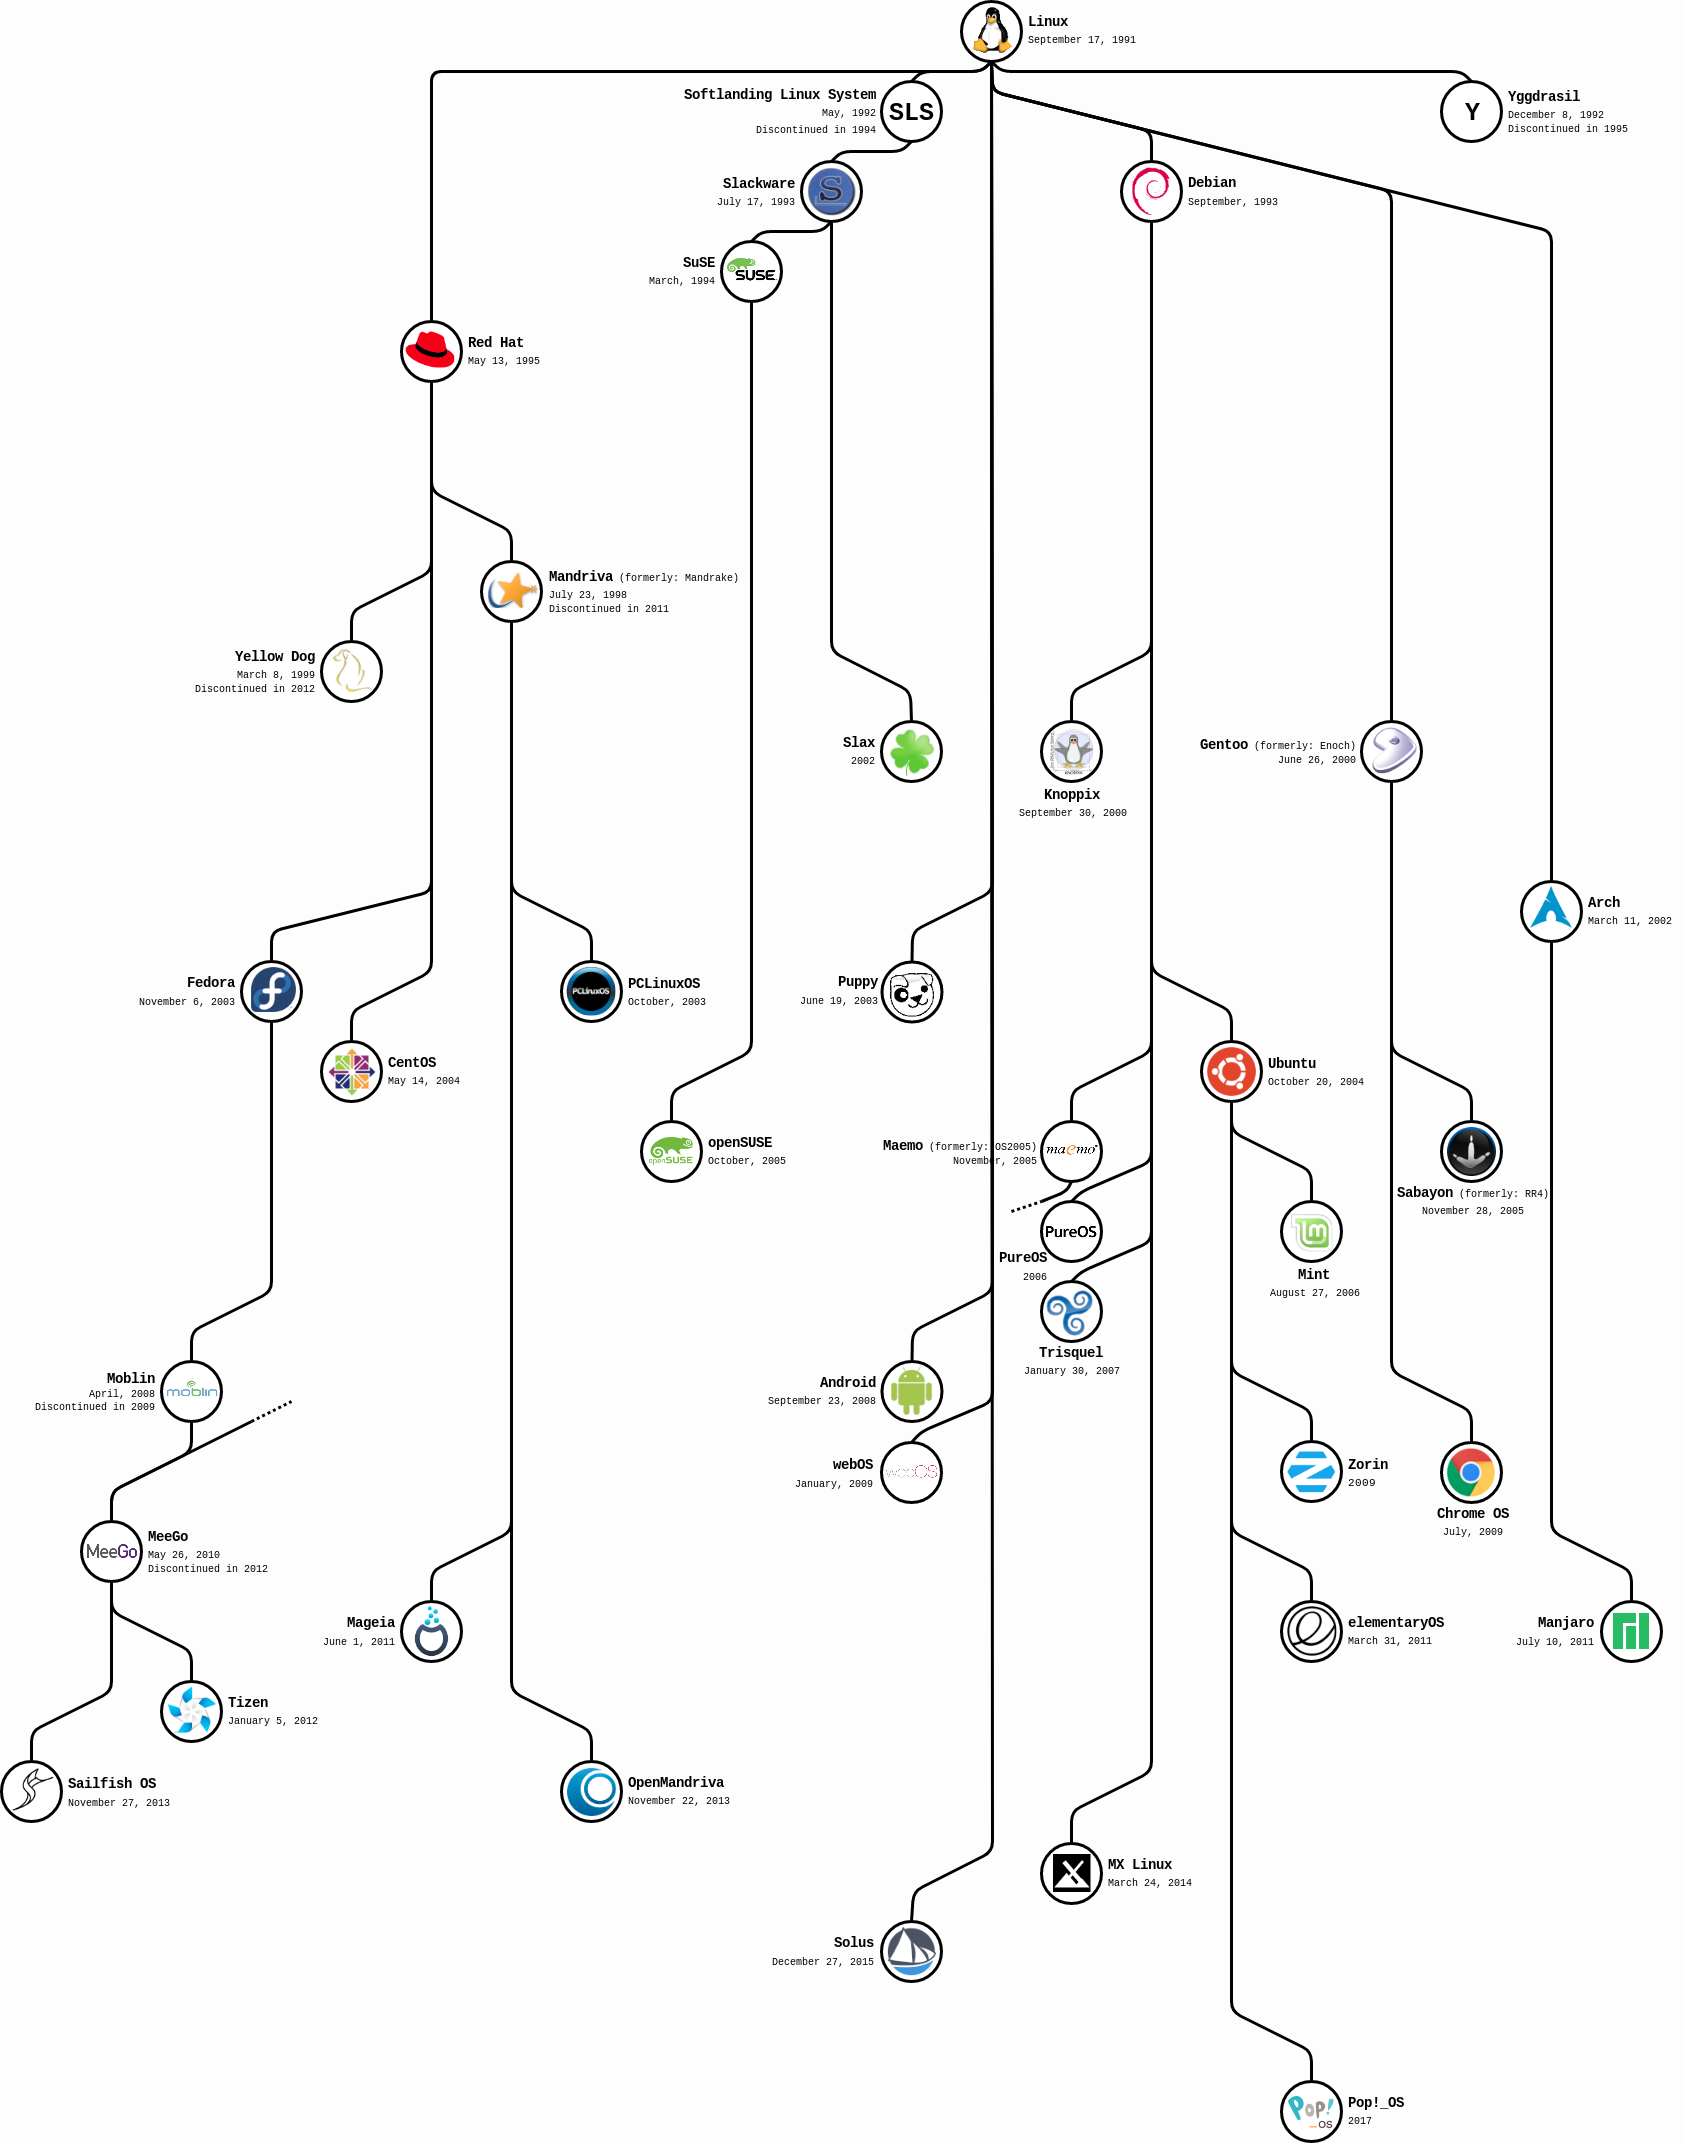 Linux
September 17, 1991
Softlanding Linux System
May, 1992
Discontinued in 1994
SLS
Y
Yggdrasil
December 8, 1992
Discontinued in 1995
Slackware
July 17, 1993
S
Debian
September, 1993
SuSE
March, 1994
SUSE
Red Hat
May 13, 1995
Mandriva (formerly: Mandrake)
July 23, 1998
Discontinued in 2011
Yellow Dog
March 8, 1999
Discontinued in 2012
Slax
2002
Knoppix
September 30, 2000
Gentoo (formerly: Enoch)
June 26, 2000
Arch
March 11, 2002
Fedora
November 6, 2003
PCLinuxOS
PCLinuxOS
October, 2003
Puppy
June 19, 2003
CentOS
May 14, 2004
Ubuntu
October 20, 2004
openSUSE
openSUSE
October, 2005
Maemo (formerly: OS2005)
November, 2005
maemo
Sabayon (formerly: RR4)
November 28, 2005
PureOS
PureOS
2006
Mint
August 27, 2006
Trisquel
January 30, 2007
Moblin
April, 2008
Discontinued in 2009
moblin
Android
September 23, 2008
webOS
January, 2009
webOS
Zorin
2009
Chrome OS
July, 2009
MeeGo
MeeGo
May 26, 2010
Discontinued in 2012
Mageia
June 1, 2011
elementaryOS
March 31, 2011
Manjaro
July 10, 2011
Tizen
January 5, 2012
Sailfish OS
November 27, 2013
OpenMandriva
November 22, 2013
MX Linux
March 24, 2014
Solus
December 27, 2015
Pop!_OS
Pop!_OS
2017